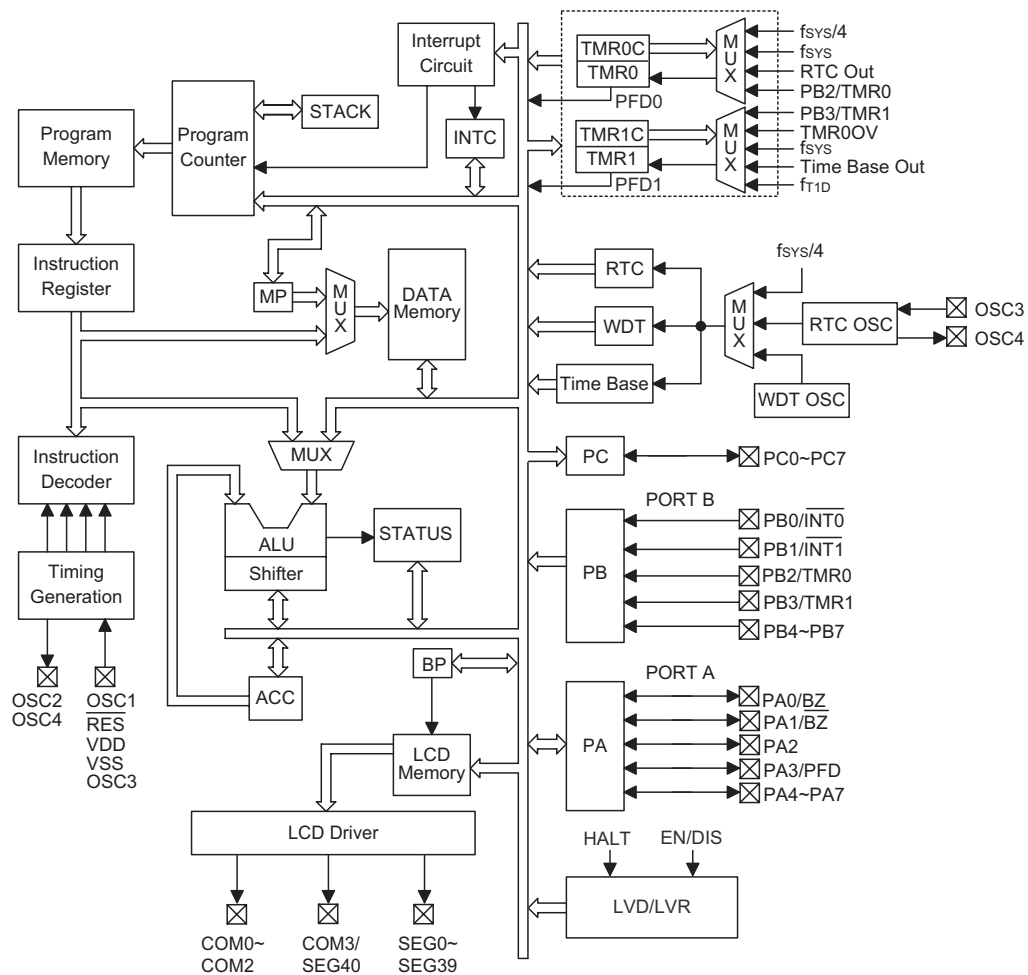 Interrupt
Circuit
STACK
INTC
Program
Memory
Program
Counter
TMR0C
TMR0
PFD0
MUX
fSYS/4
fSYS
RTC Out
PB2/TMR0
TMR1C
TMR1
PFD1
MUX
PB3/TMR1
TMR0OV
fSYS
Time Base Out
fT1D
Instruction
Register
MP
MUX
DATA
Memory
RTC
WDT
Time Base
MUX
fSYS/4
RTC OSC
OSC3
OSC4
WDT OSC
Instruction
Decoder
MUX
ALU
Shifter
STATUS
Timing
Generation
OSC2
OSC4
OSC1
RES
VDD
VSS
OSC3
ACC
BP
LCD
Memory
LCD Driver
COM0~
COM2
COM3/
SEG40
SEG0~
SEG39
PC
PC0~PC7
PORT B
PB
PB0/INT0
PB1/INT1
PB2/TMR0
PB3/TMR1
PB4~PB7
PORT A
PA
PA0/BZ
PA1/BZ
PA2
PA3/PFD
PA4~PA7
HALT
EN/DIS
LVD/LVR